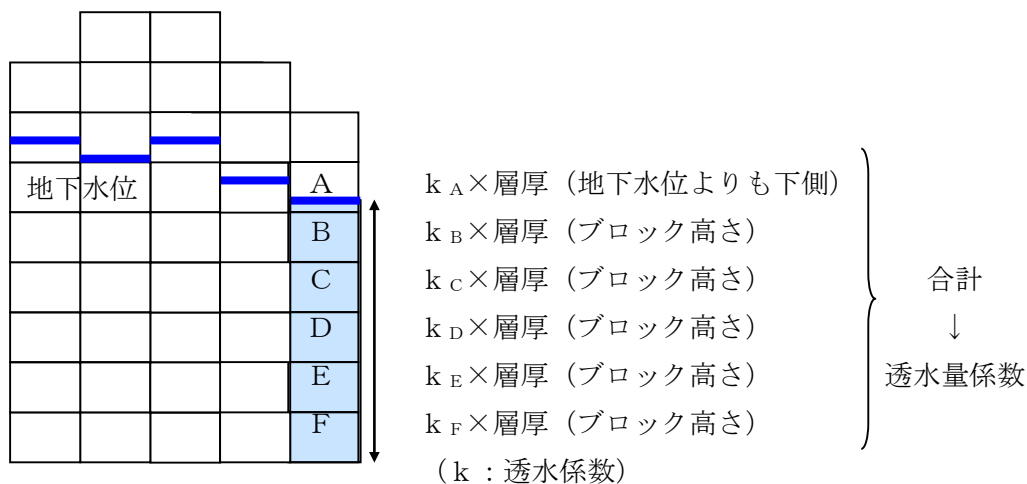 地下水位
A
B
C
D
E
F
k A×層厚（地下水位よりも下側）
k B×層厚（ブロック高さ）
k C×層厚（ブロック高さ）
k D×層厚（ブロック高さ）
k E×層厚（ブロック高さ）
k F×層厚（ブロック高さ）
（k：透水係数）
合計
↓
透水量係数